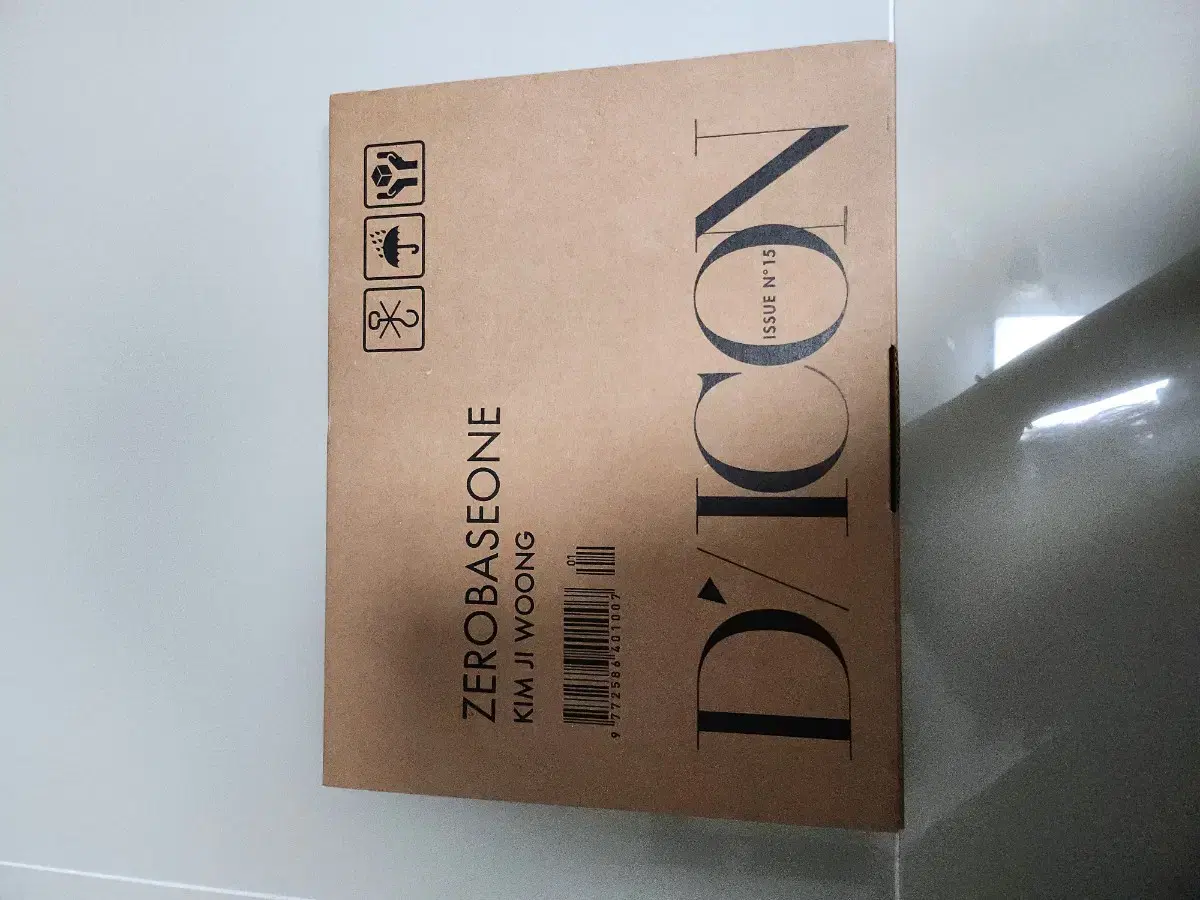 ZEROBASEONE
KIM JI WOONG
01
9 772586 401007
D'/ICON
ISSUE N° 15